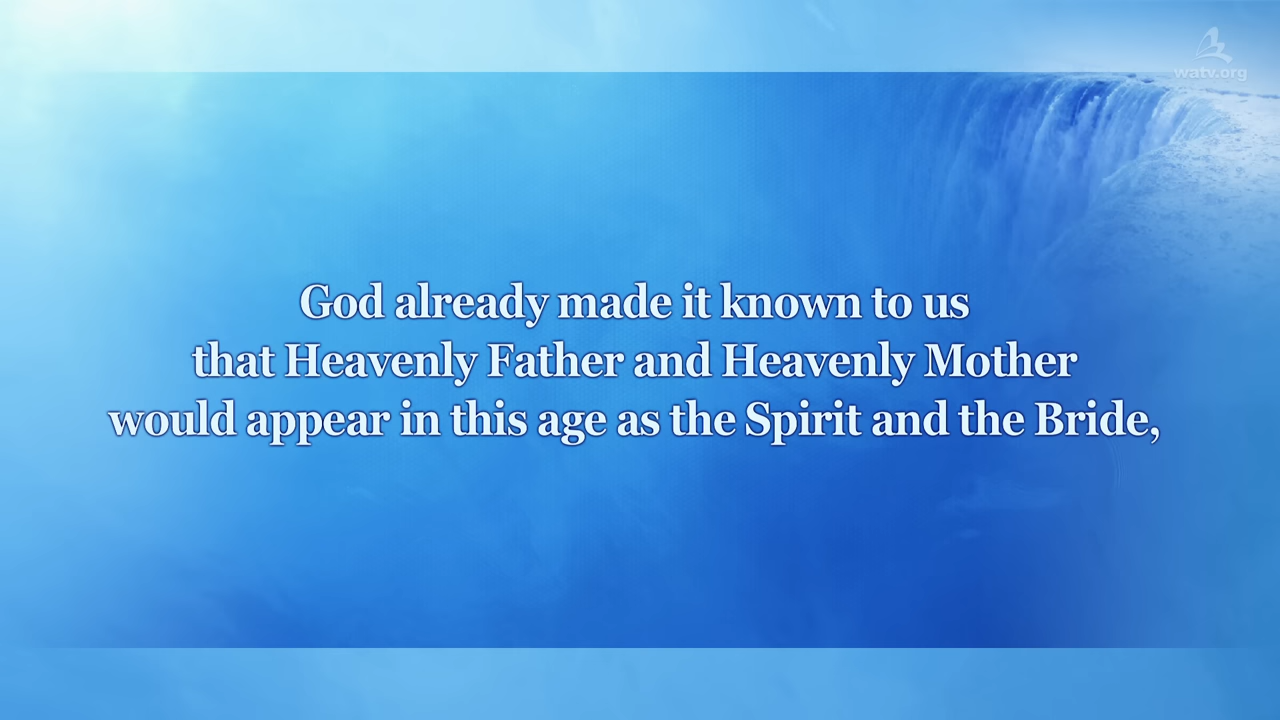 watv.org
God already made it known to us
that Heavenly Father and Heavenly Mother
would appear in this age as the Spirit and the Bride,